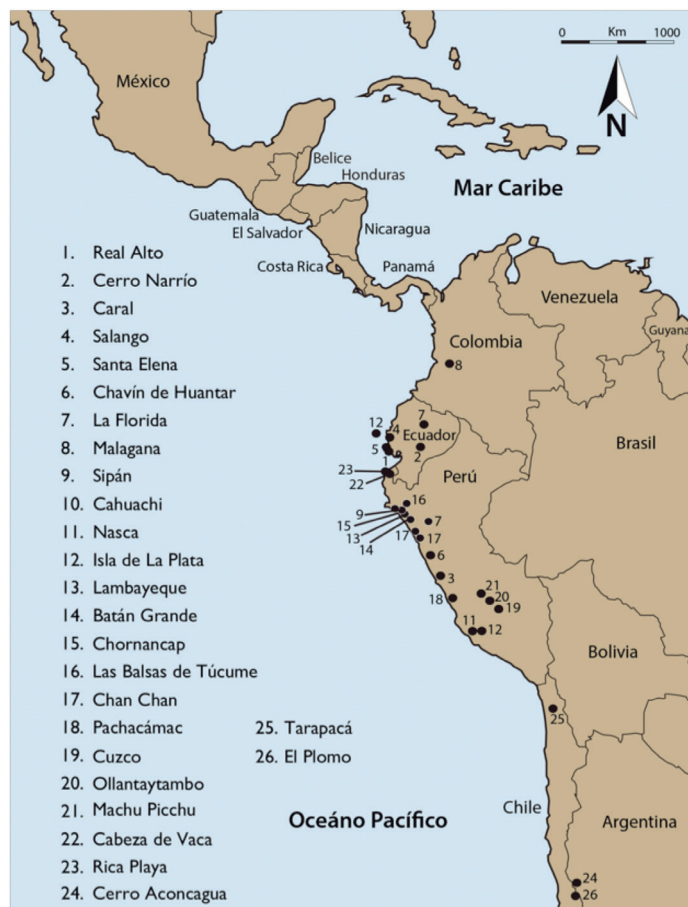 0 Km 1000
N
México
Belice
Honduras
Mar Caribe
Guatemala
El Salvador
Nicaragua
Costa Rica
Panamá
Venezuela
Guyana
Colombia
8
Brasil
7
12
4
Ecuador
5
2
1
8
23
22
Perú
16
9
15
13
14
7
17
17
6
3
18
21
20
19
11
12
Bolivia
25
Chile
Argentina
Oceáno Pacífico
24
26
1. Real Alto
2. Cerro Narrío
3. Caral
4. Salango
5. Santa Elena
6. Chavín de Huantar
7. La Florida
8. Malagana
9. Sipán
10. Cahuachi
11. Nasca
12. Isla de La Plata
13. Lambayeque
14. Batán Grande
15. Chornancap
16. Las Balsas de Túcume
17. Chan Chan
18. Pachacámac
19. Cuzco
20. Ollantaytambo
21. Machu Picchu
22. Cabeza de Vaca
23. Rica Playa
24. Cerro Aconcagua
25. Tarapacá
26. El Plomo